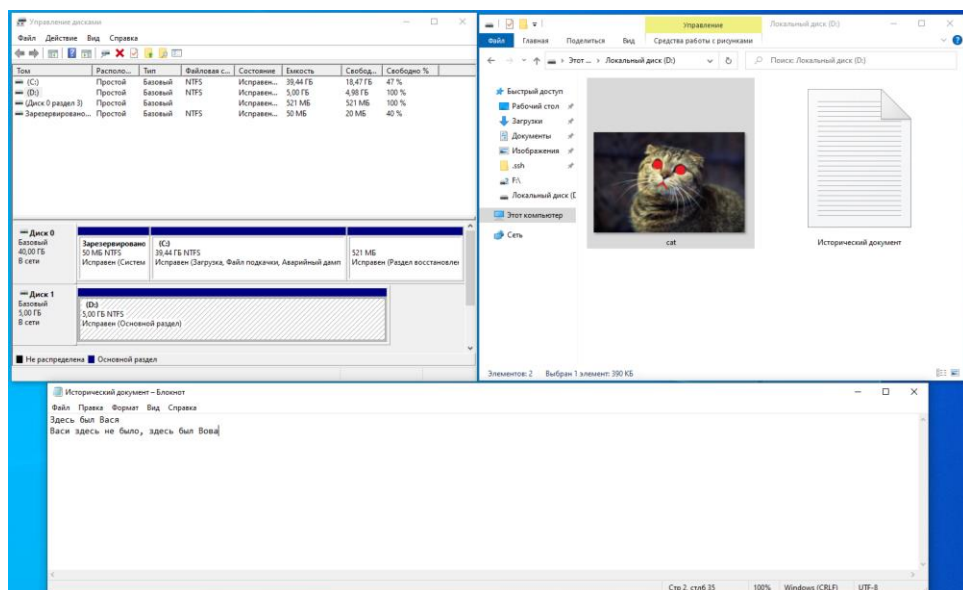 Управление дисками
Файл Действие Вид Справка
Том Располо... Тип Файловая с... Состояние Емкость Свобод... Свободно %
(C:) Простой Базовый NTFS Исправен... 39,44 ГБ 18,47 ГБ 47 %
(D:) Простой Базовый NTFS Исправен... 5,00 ГБ 4,98 ГБ 100 %
(Диск 0 раздел 3) Простой Базовый Исправен... 521 МБ 521 МБ 100 %
Зарезервировано... Простой Базовый NTFS Исправен... 50 МБ 20 МБ 40 %
Диск 0
Базовый
40,00 ГБ
В сети
Зарезервировано
50 МБ NTFS
Исправен (Систем
(C:)
39,44 ГБ NTFS
Исправен (Загрузка, Файл подкачки, Аварийный дамп
521 МБ
Исправен (Раздел восстановлен
Диск 1
Базовый
5,00 ГБ
В сети
(D:)
5,00 ГБ NTFS
Исправен (Основной раздел)
Не распределена Основной раздел
Управление Локальный диск (D:)
Файл Главная Поделиться Вид Средства работы с рисунками
Этот ... Локальный диск (D:) Поиск: Локальный диск (D:)
Быстрый доступ
Рабочий стол
Загрузки
Документы
Изображения
.ssh
F:\
Локальный диск (D
Этот компьютер
Сеть
cat
Исторический документ
Элементов: 2 Выбран 1 элемент: 390 КБ
Исторический документ – Блокнот
Файл Правка Формат Вид Справка
Здесь был Вася
Васи здесь не было, здесь был Вова
Стр 2, стлб 35 100% Windows (CRLF) UTF-8